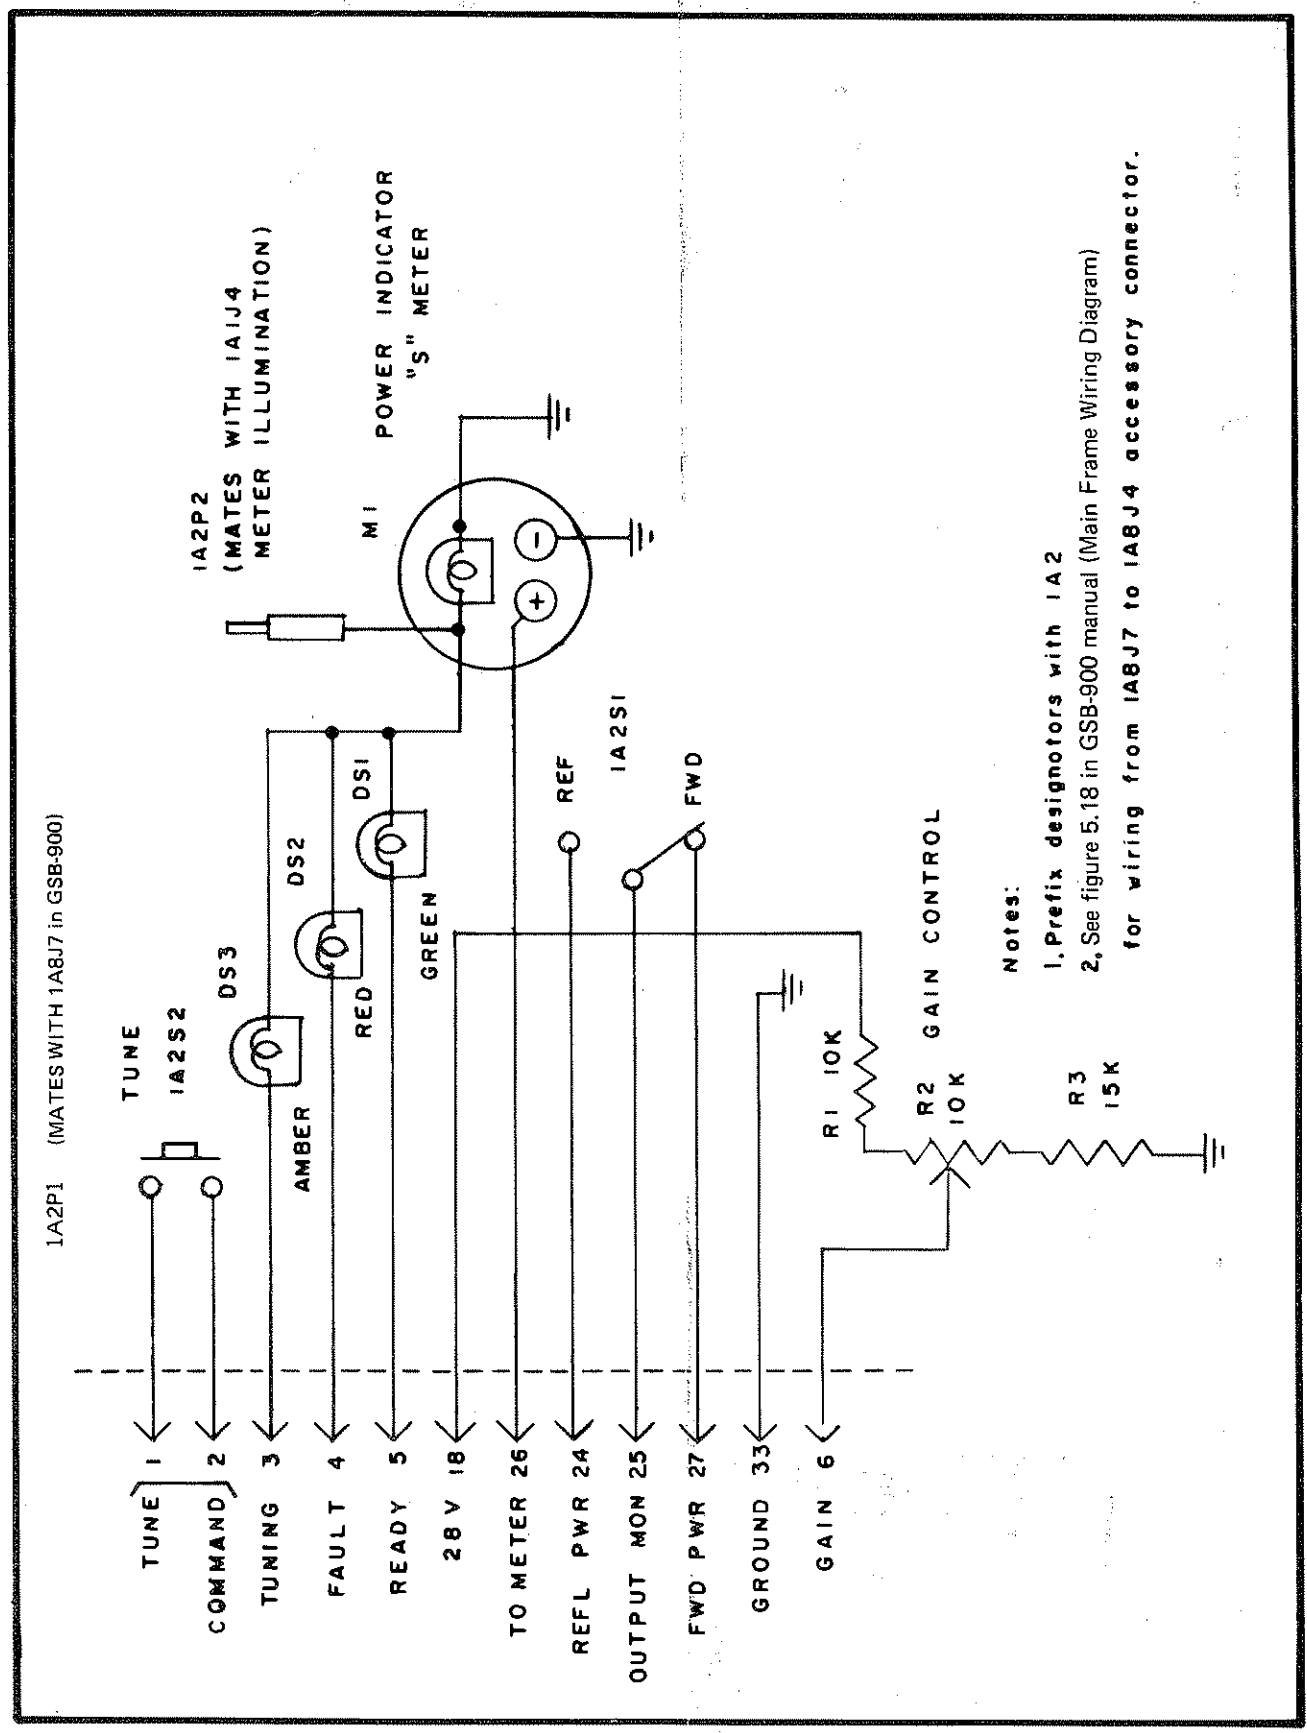 1A2P1 (MATES WITH 1A8J7 in GSB-900)
TUNE
1A2S2
1A2P2
(MATES WITH 1A1J4
METER ILLUMINATION)
DS3
AMBER
DS2
RED
DS1
GREEN
M1
POWER INDICATOR
"S" METER
+
-
REF
1A2S1
FWD
TUNE 1
COMMAND 2
TUNING 3
FAULT 4
READY 5
28V 18
TO METER 26
REFL PWR 24
OUTPUT MON 25
FWD PWR 27
GROUND 33
GAIN 6
R1 10K
R2
10K
GAIN CONTROL
R3
15K
Notes:
1. Prefix designators with 1A2
2. See figure 5.18 in GSB-900 manual (Main Frame Wiring Diagram)
for wiring from 1A8J7 to 1A8J4 accessory connector.